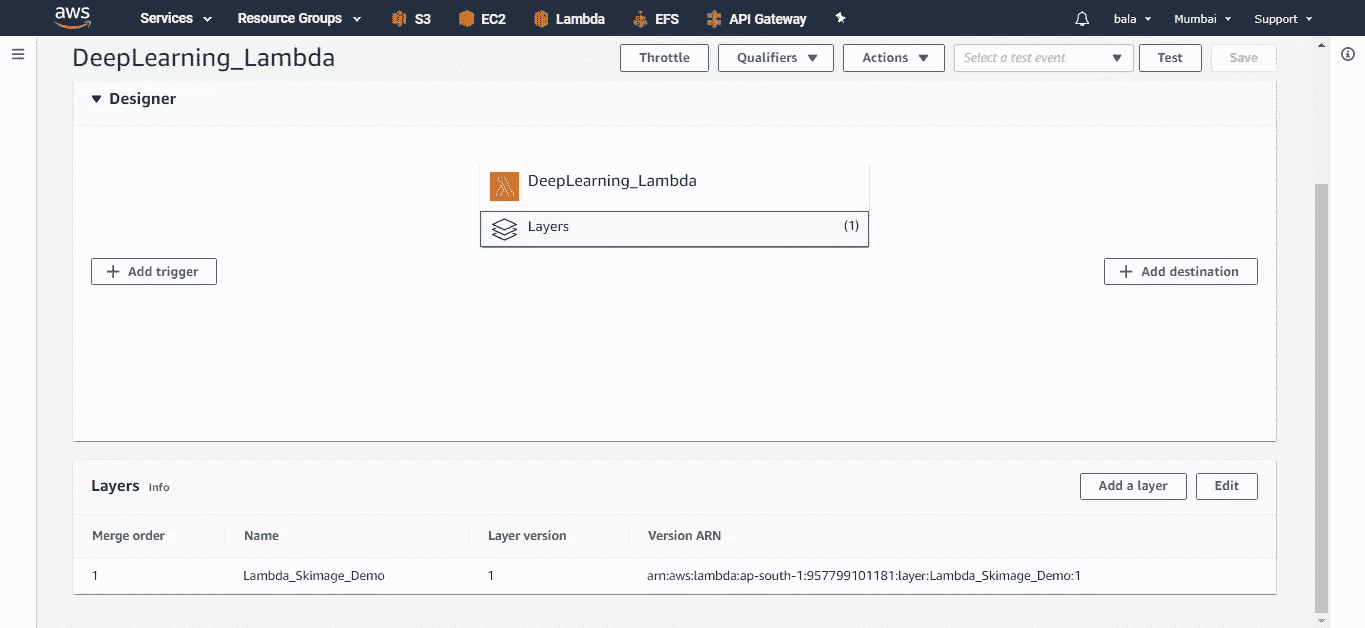 aws Services Resource Groups S3 EC2 Lambda EFS API Gateway bala Mumbai Support
DeepLearning_Lambda Throttle Qualifiers Actions Select a test event Test Save
Designer
DeepLearning_Lambda
Layers (1)
+ Add trigger + Add destination
Layers Info Add a layer Edit
Merge order Name Layer version Version ARN
1 Lambda_Skimage_Demo 1 arn:aws:lambda:ap-south-1:957799101181:layer:Lambda_Skimage_Demo:1